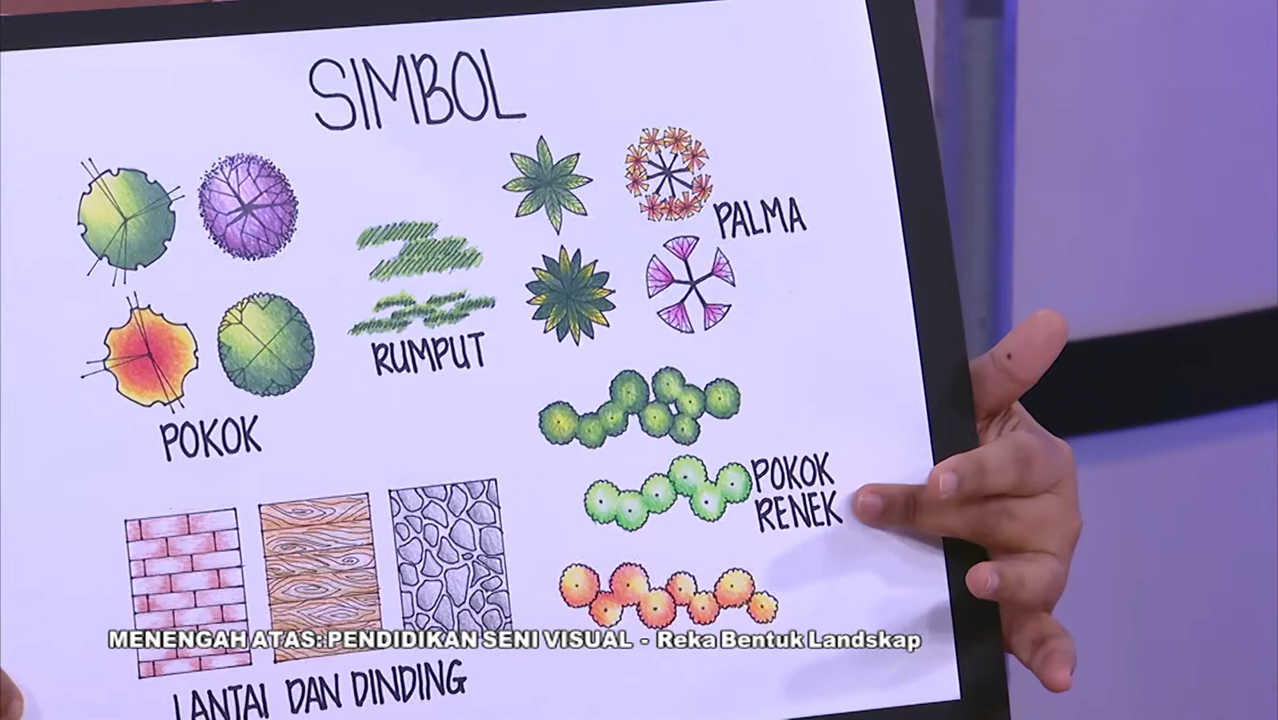 SIMBOL
PALMA
RUMPUT
POKOK
POKOK
RENEK
LANTAI DAN DINDING
MENENGAH ATAS: PENDIDIKAN SENI VISUAL - Reka Bentuk Landskap